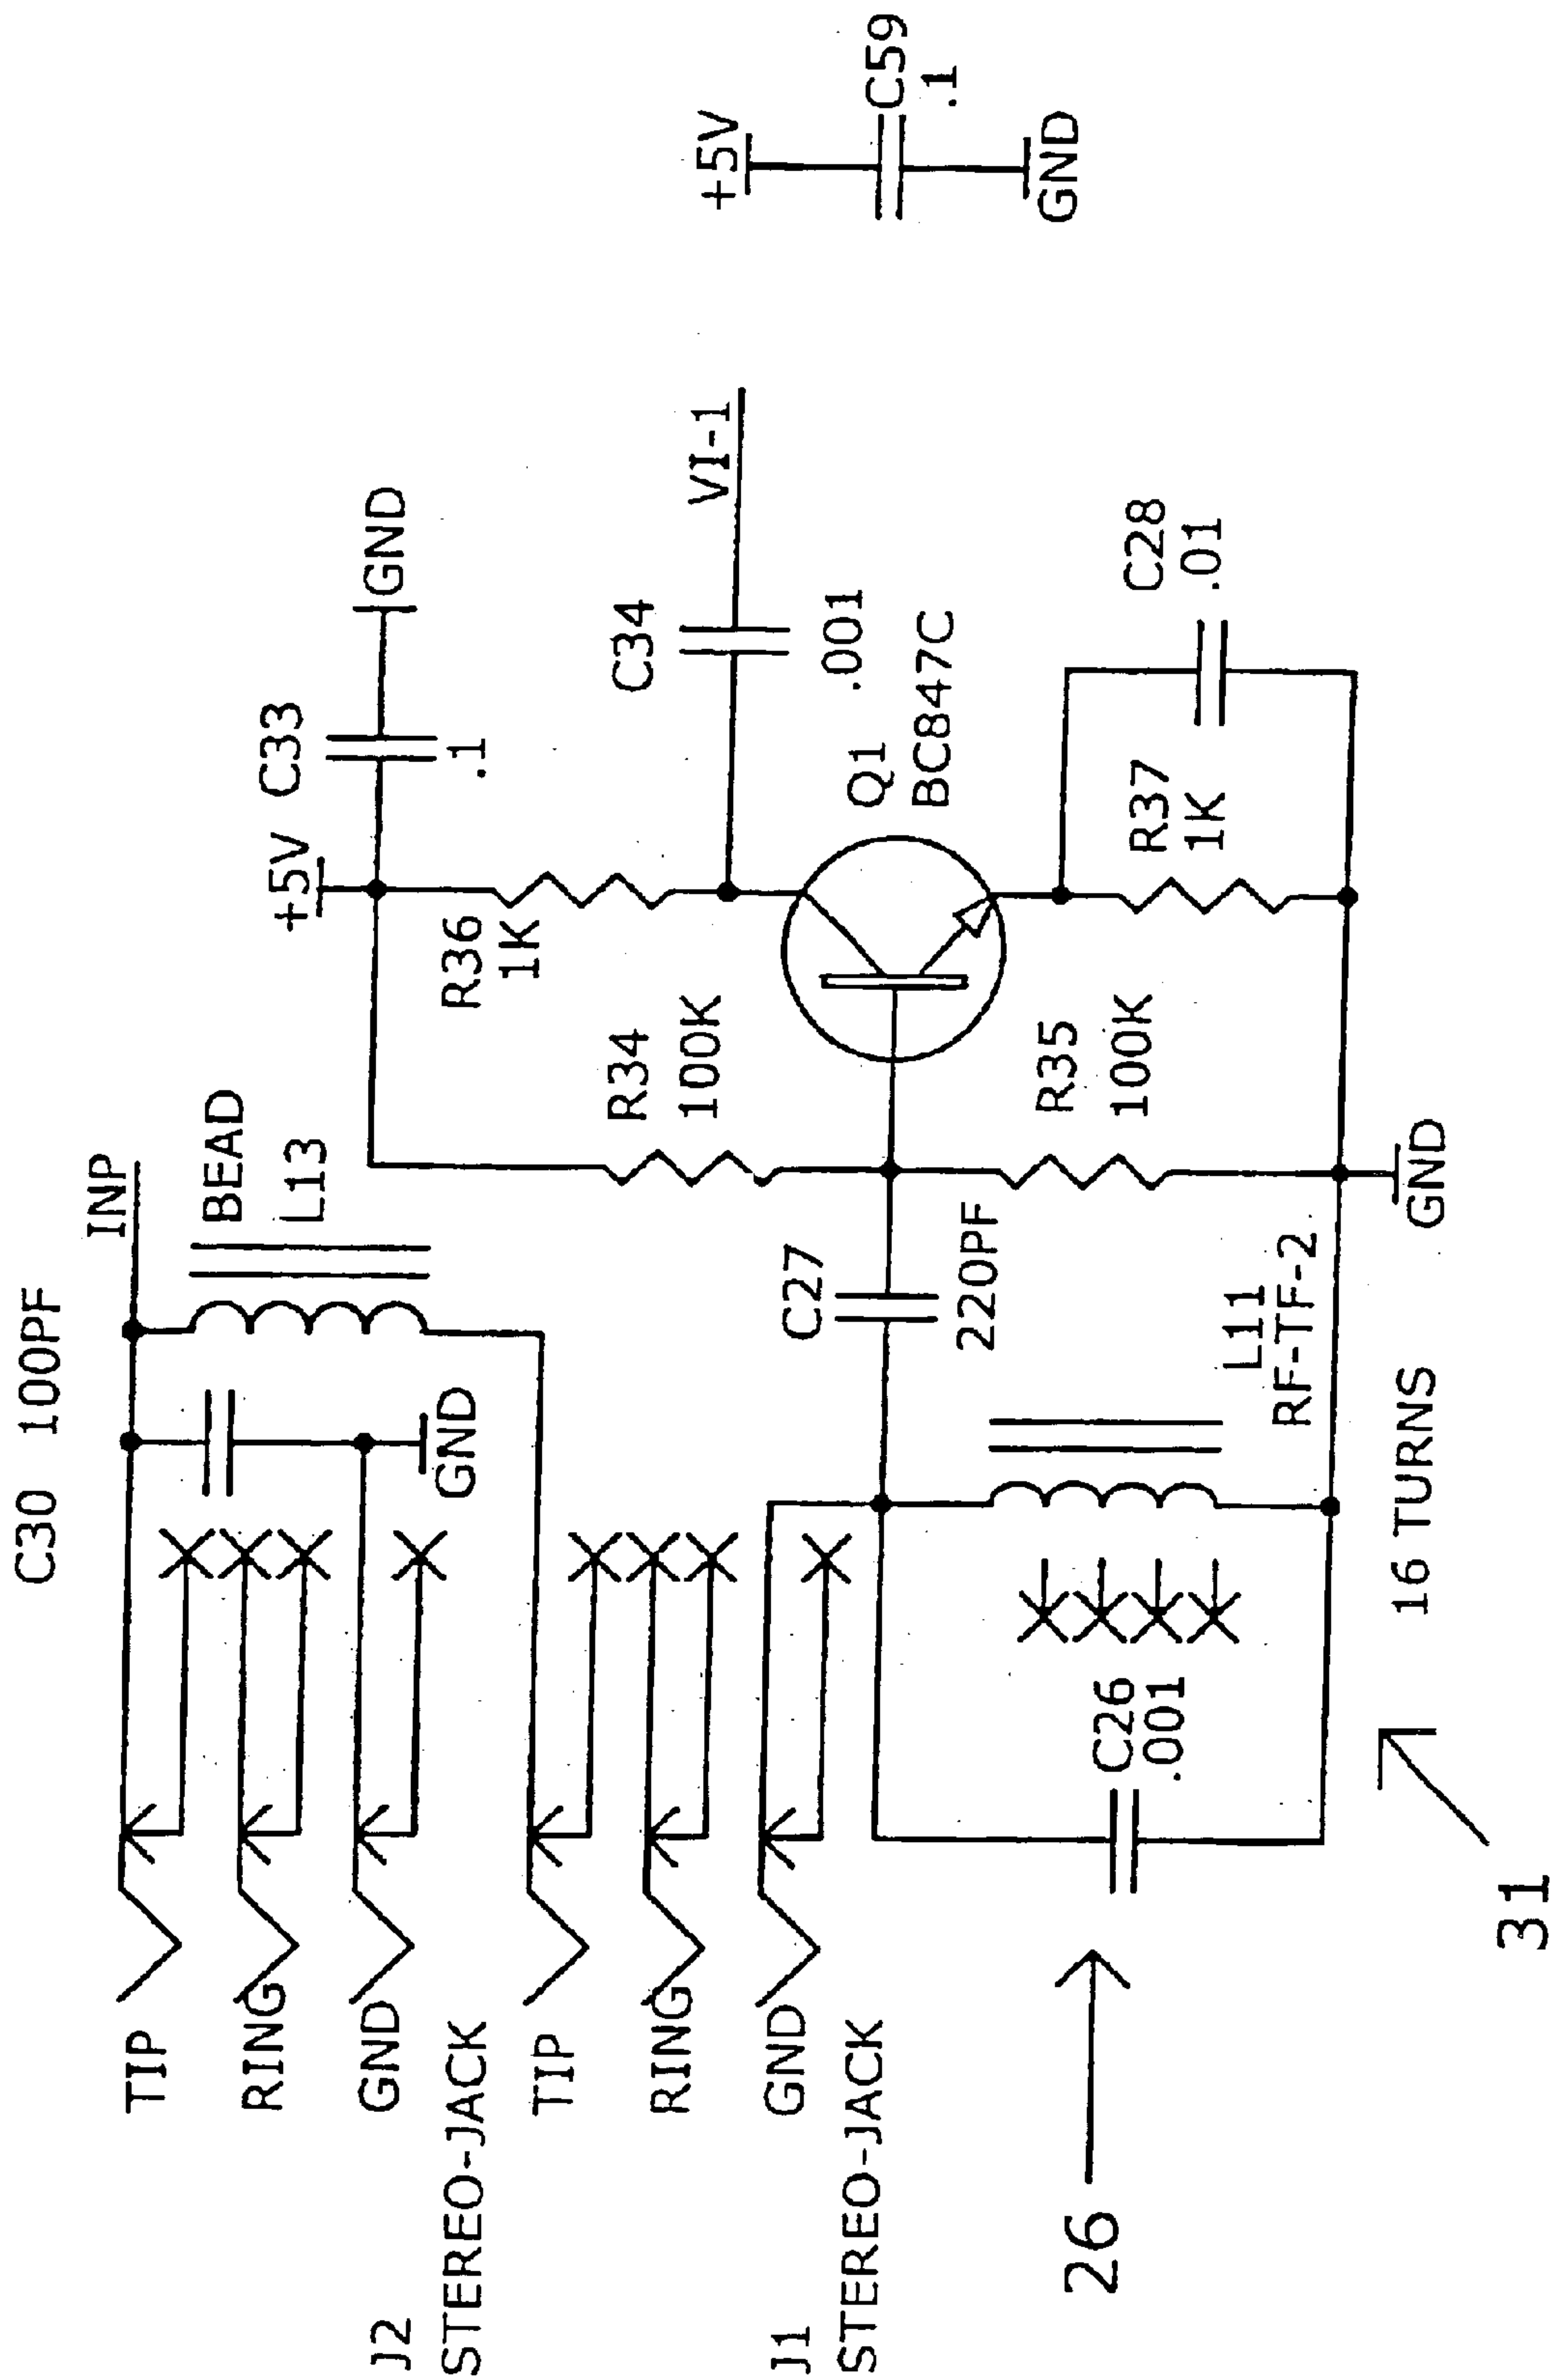 C30 100PF
INP
BEAD
L13
TIP
RING
GND
J2
STEREO-JACK
GND
TIP
RING
GND
J1
STEREO-JACK
+5V
C33
.1
GND
R36
1K
R34
100K
C34
.001
VI-1
Q1
BC847C
C27
220PF
R35
100K
R37
1K
C28
.01
L11
RF-TF-2
16 TURNS
C26
.001
GND
+5V
C59
.1
GND
26
31